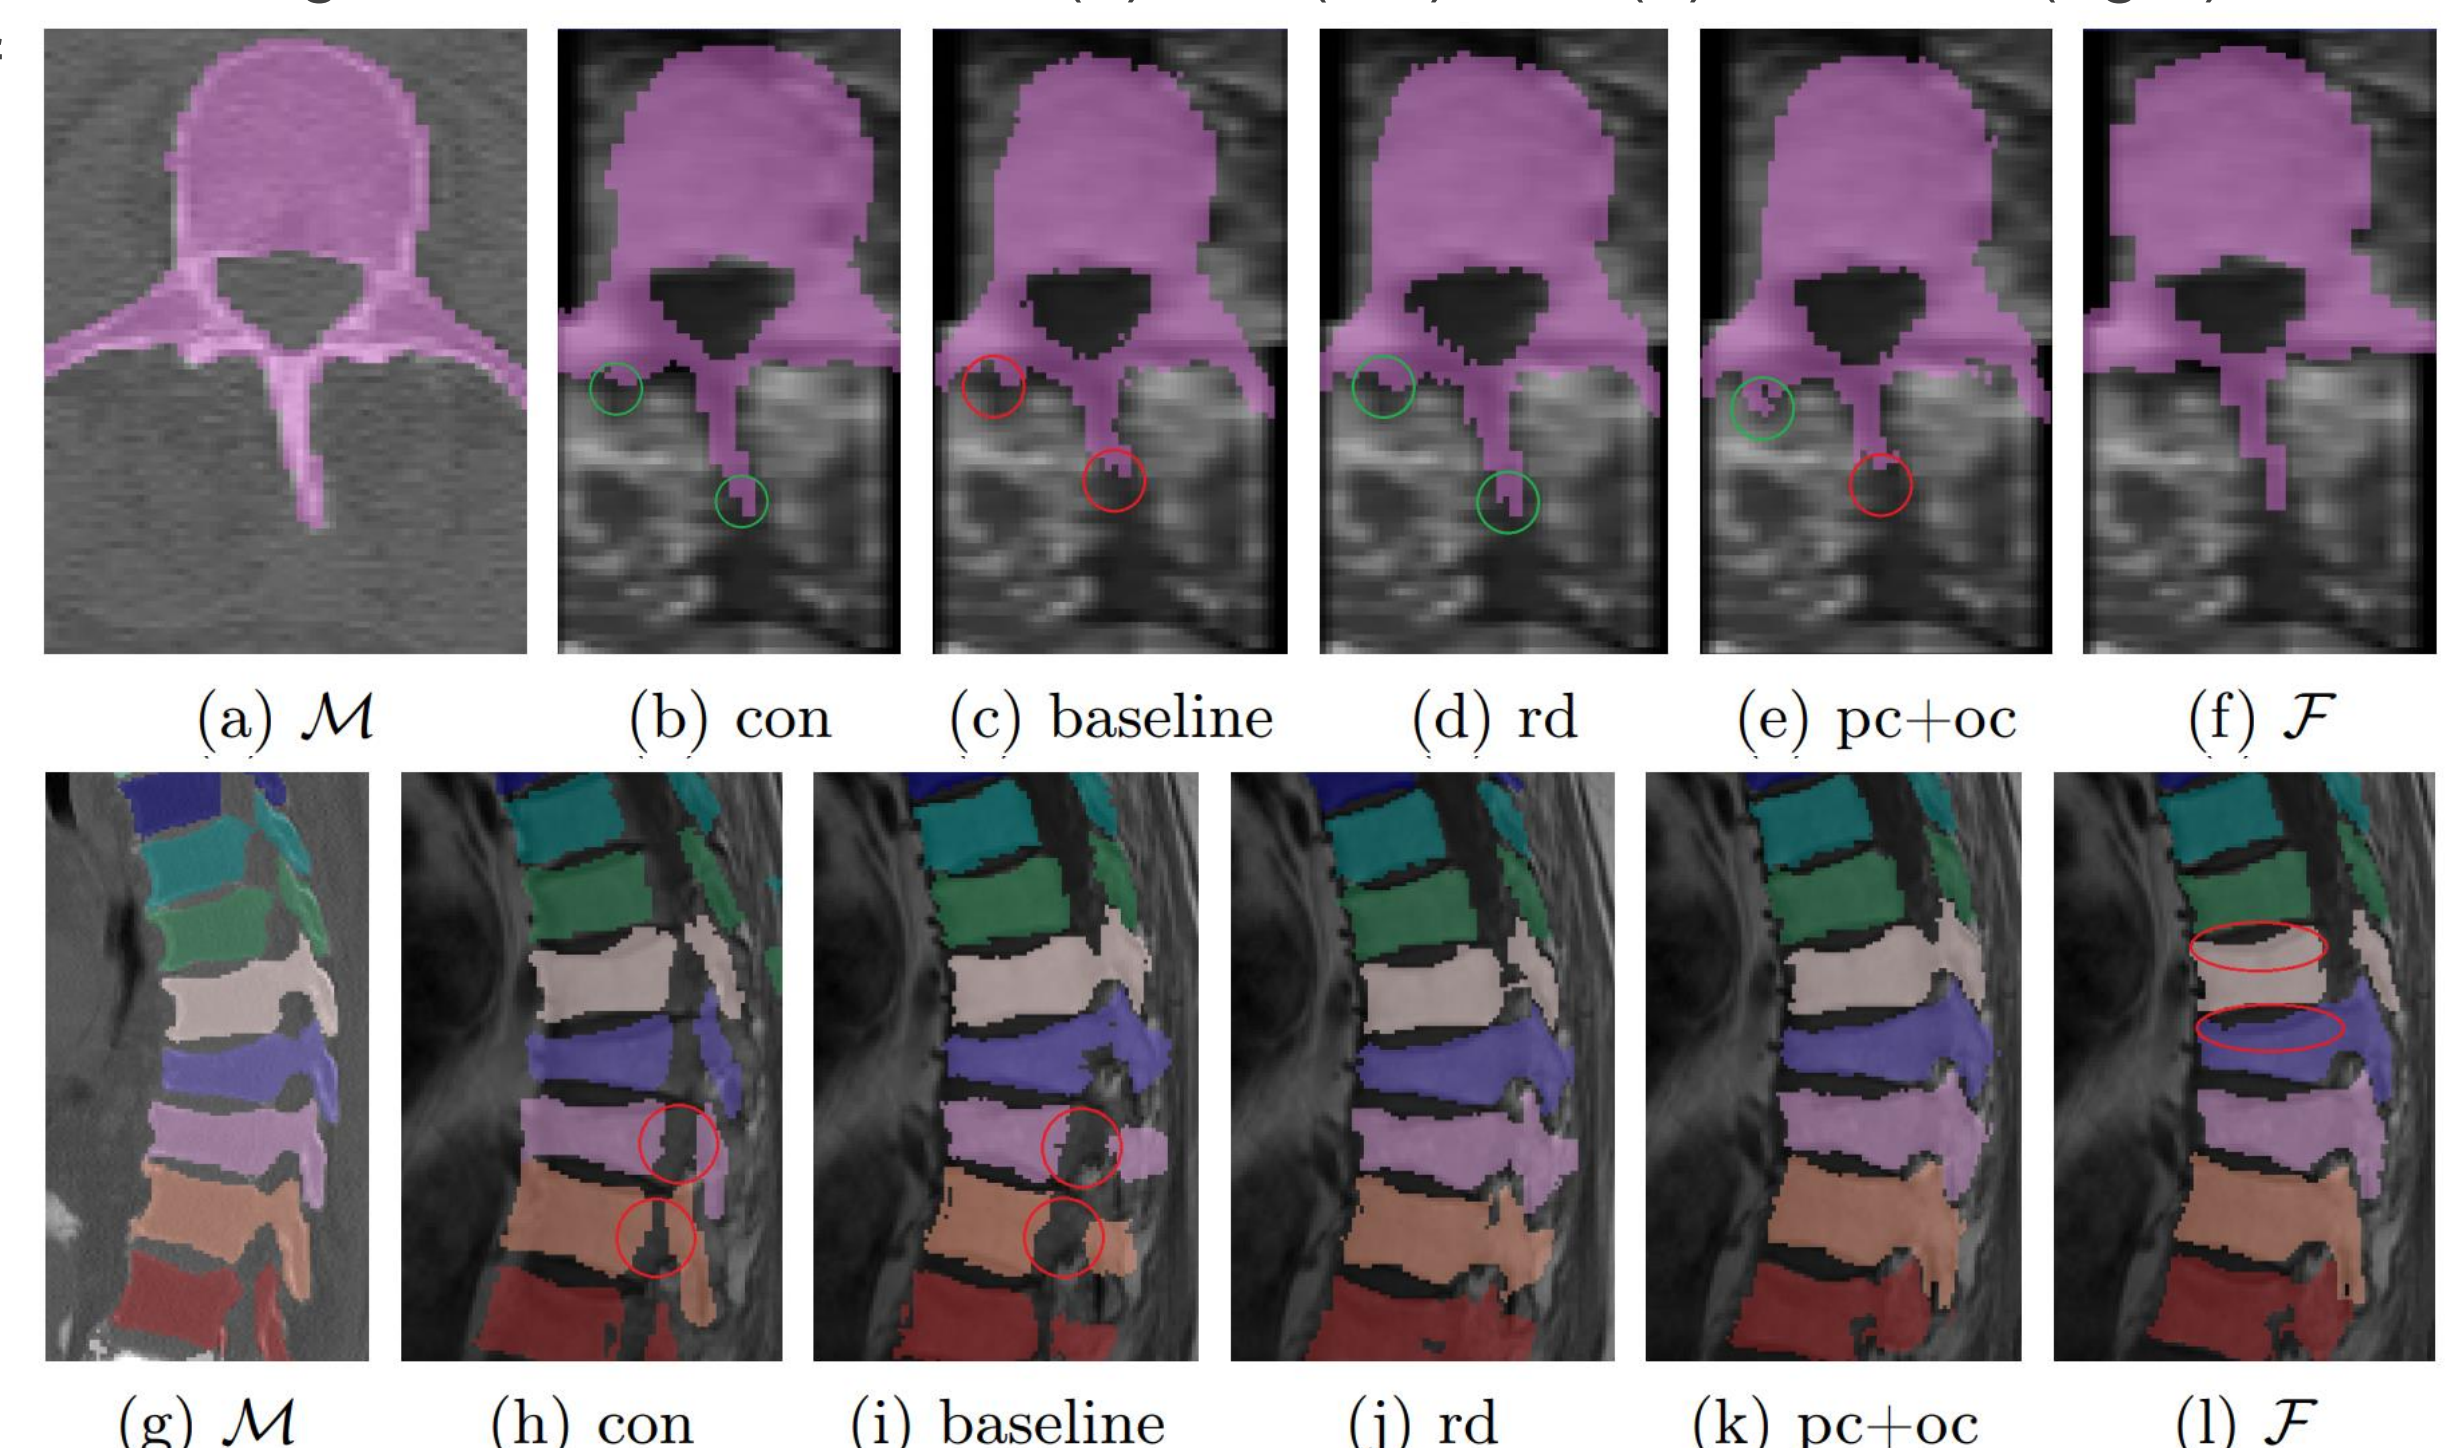 (a) ℳ (b) con (c) baseline (d) rd (e) pc+oc (f) ℱ
(g) ℳ (h) con (i) baseline (j) rd (k) pc+oc (l) ℱ